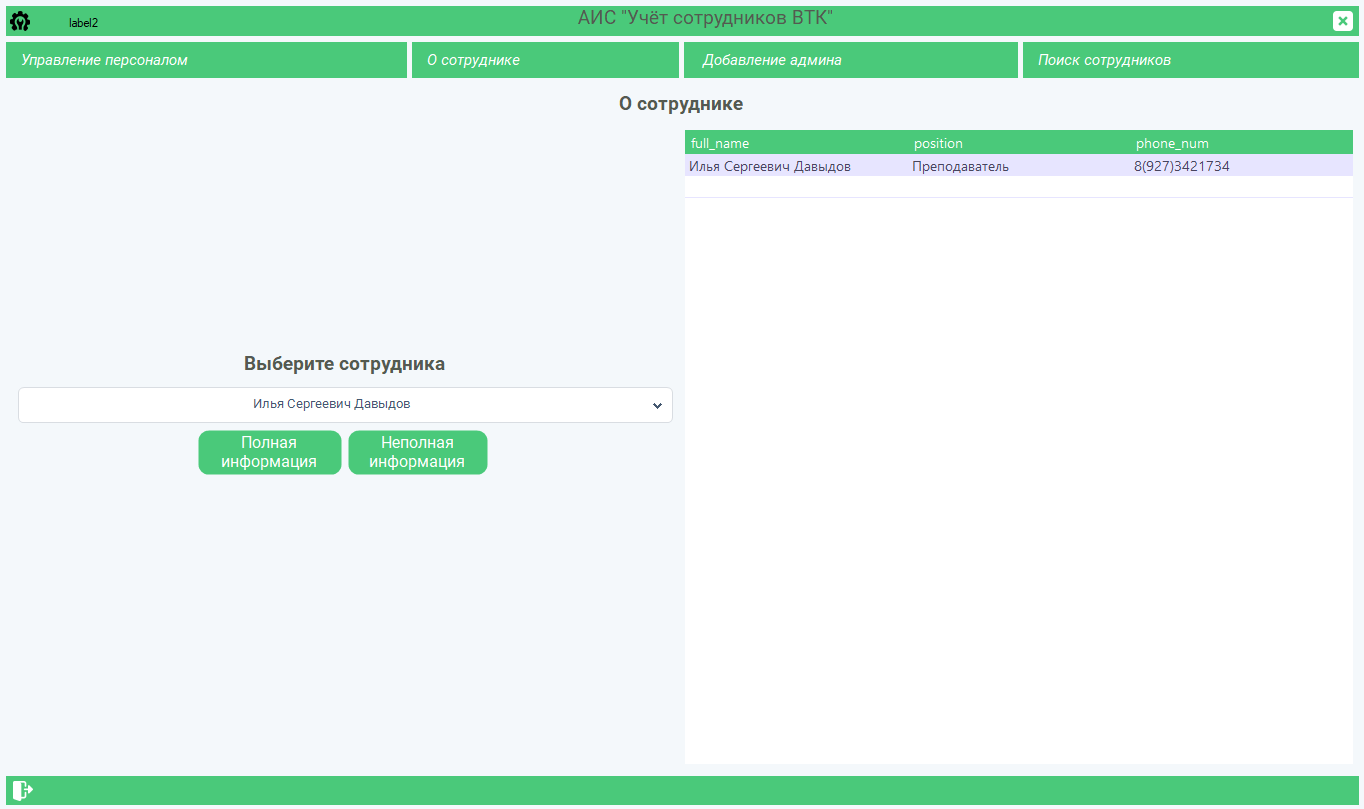 label2
АИС "Учёт сотрудников ВТК"
Управление персоналом
О сотруднике
Добавление админа
Поиск сотрудников
О сотруднике
full_name position phone_num
Илья Сергеевич Давыдов Преподаватель 8(927)3421734
Выберите сотрудника
Илья Сергеевич Давыдов
Полная
информация
Неполная
информация